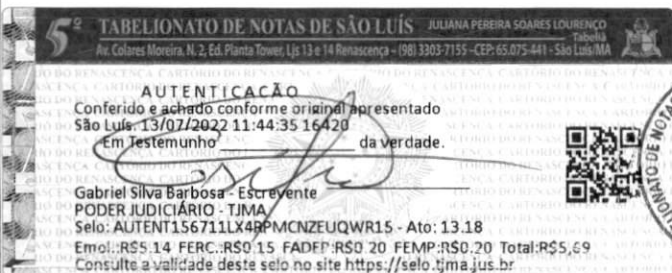 5º TABELIONATO DE NOTAS DE SÃO LUÍS JULIANA PEREIRA SOARES LOURENÇO
Tabeliã
Av. Colares Moreira, N. 2, Ed. Planta Tower, Ljs 13 e 14 Renascença - (98) 3303-7155 - CEP: 65.075-441 - São Luís/MA
AUTENTICAÇÃO
Conferido e achado conforme original apresentado
São Luís, 13/07/2022 11:44:35 16420
Em Testemunho da verdade.
Gabriel Silva Barbosa - Escrevente
PODER JUDICIÁRIO - TJMA
Selo: AUTENT156711LX4RPMCNZEUQWR15 - Ato: 13.18
Emol.:R$5.14 FERC.:R$0.15 FADEP:R$0.20 FEMP:R$0.20 Total:R$5,69
Consulte a validade deste selo no site https://selo.tjma.jus.br